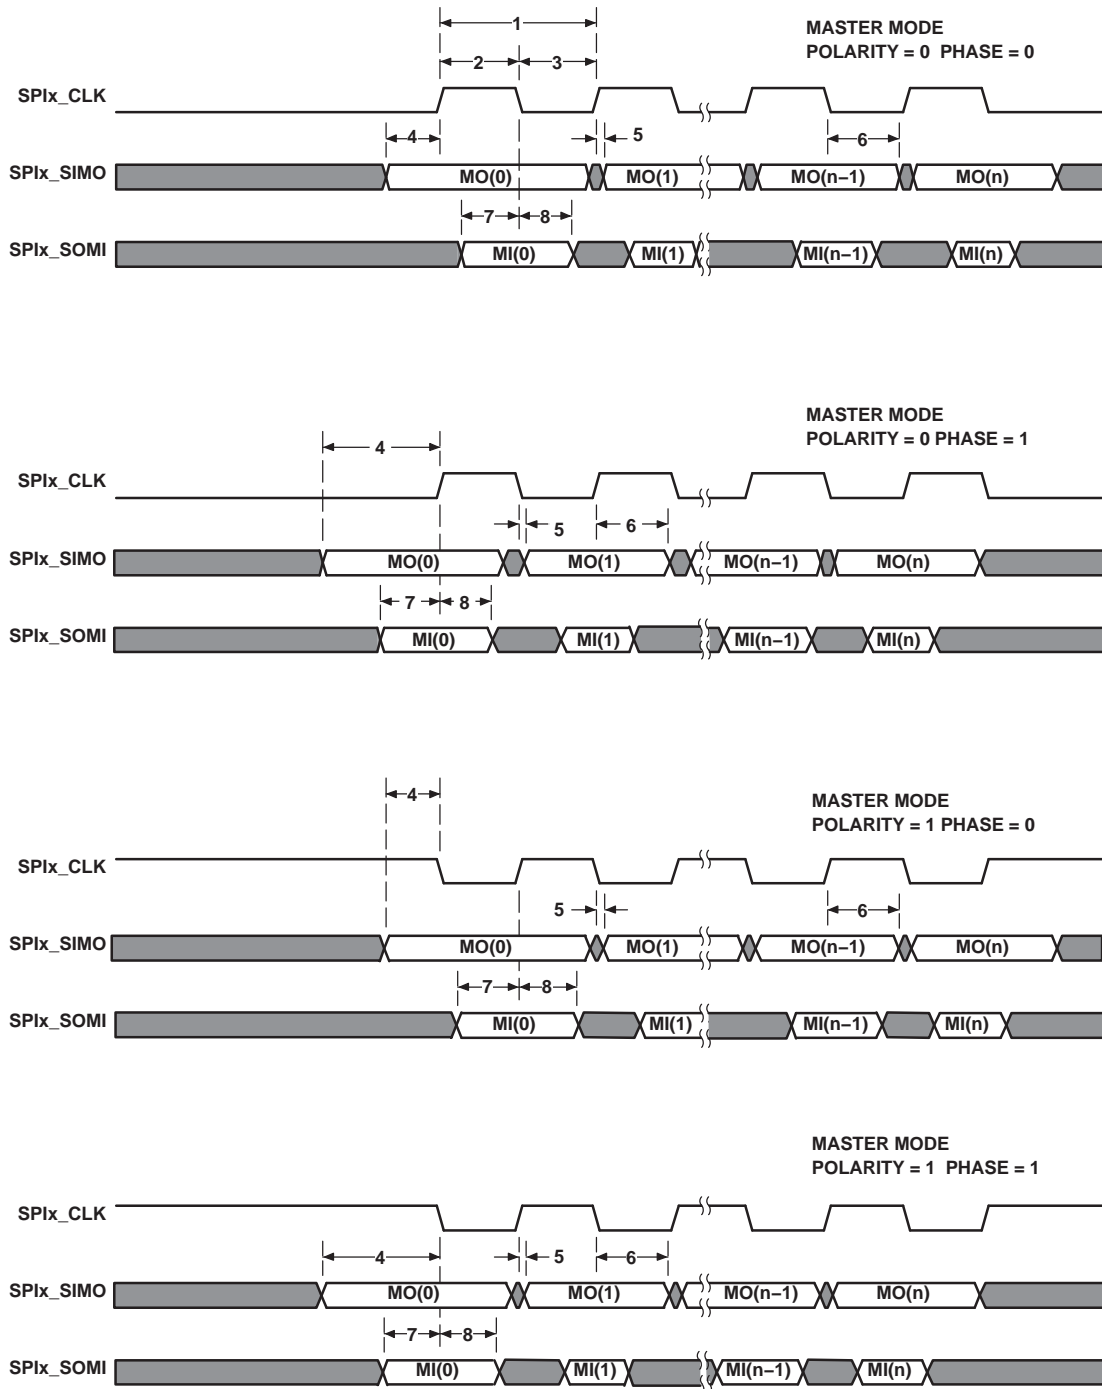 1
MASTER MODE
POLARITY = 0 PHASE = 0
2 3
SPIx_CLK
4 5 6
SPIx_SIMO MO(0) MO(1) MO(n−1) MO(n)
7 8
SPIx_SOMI MI(0) MI(1) MI(n−1) MI(n)
MASTER MODE
POLARITY = 0 PHASE = 1
4
SPIx_CLK
5 6
SPIx_SIMO MO(0) MO(1) MO(n−1) MO(n)
7 8
SPIx_SOMI MI(0) MI(1) MI(n−1) MI(n)
4
MASTER MODE
POLARITY = 1 PHASE = 0
SPIx_CLK
5 6
SPIx_SIMO MO(0) MO(1) MO(n−1) MO(n)
7 8
SPIx_SOMI MI(0) MI(1) MI(n−1) MI(n)
MASTER MODE
POLARITY = 1 PHASE = 1
SPIx_CLK
4 5 6
SPIx_SIMO MO(0) MO(1) MO(n−1) MO(n)
7 8
SPIx_SOMI MI(0) MI(1) MI(n−1) MI(n)